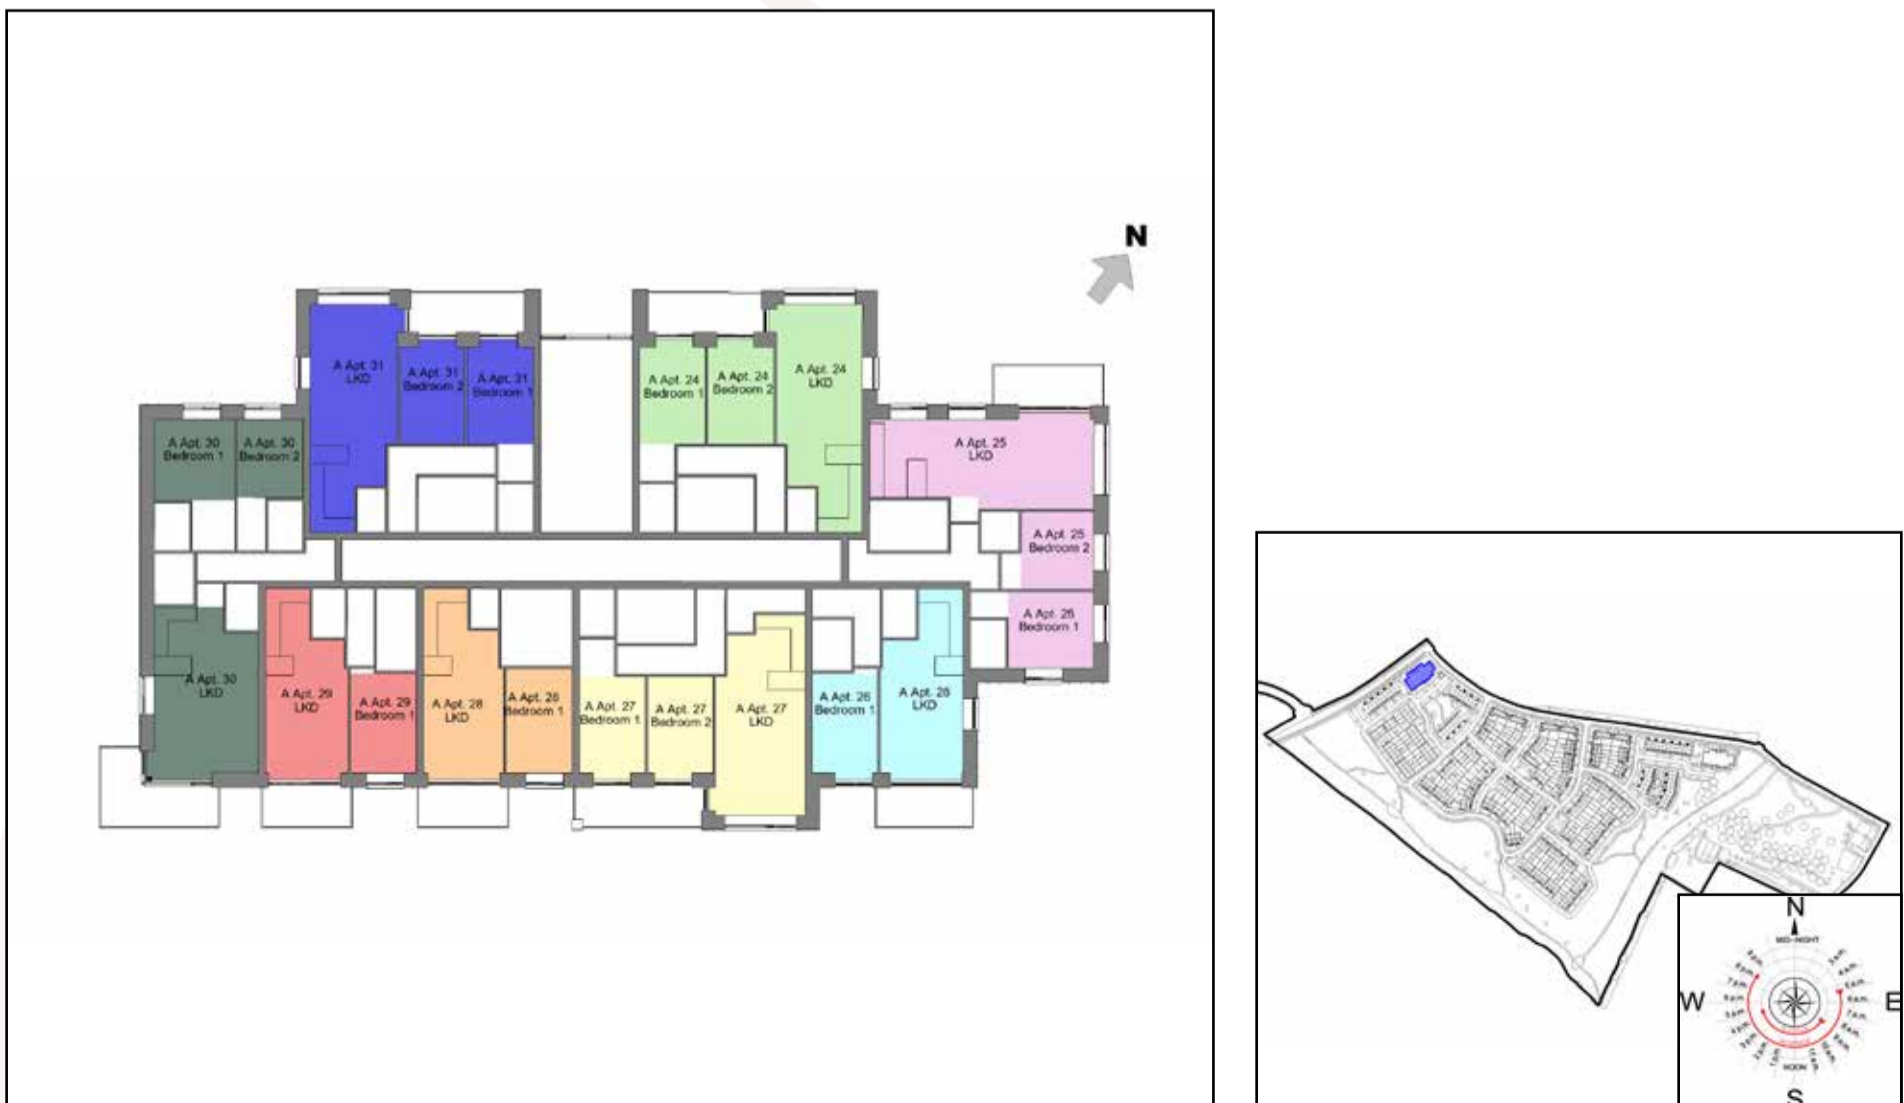 N
A Apt. 31
LKD
A Apt. 31
Bedroom 2
A Apt. 31
Bedroom 1
A Apt. 24
Bedroom 1
A Apt. 24
Bedroom 2
A Apt. 24
LKD
A Apt. 30
Bedroom 1
A Apt. 30
Bedroom 2
A Apt. 25
LKD
A Apt. 25
Bedroom 2
A Apt. 25
Bedroom 1
A Apt. 30
LKD
A Apt. 29
LKD
A Apt. 29
Bedroom 1
A Apt. 28
LKD
A Apt. 28
Bedroom 1
A Apt. 27
Bedroom 1
A Apt. 27
Bedroom 2
A Apt. 27
LKD
A Apt. 26
Bedroom 1
A Apt. 26
LKD
N
MID-NIGHT
W
E
NOON
S